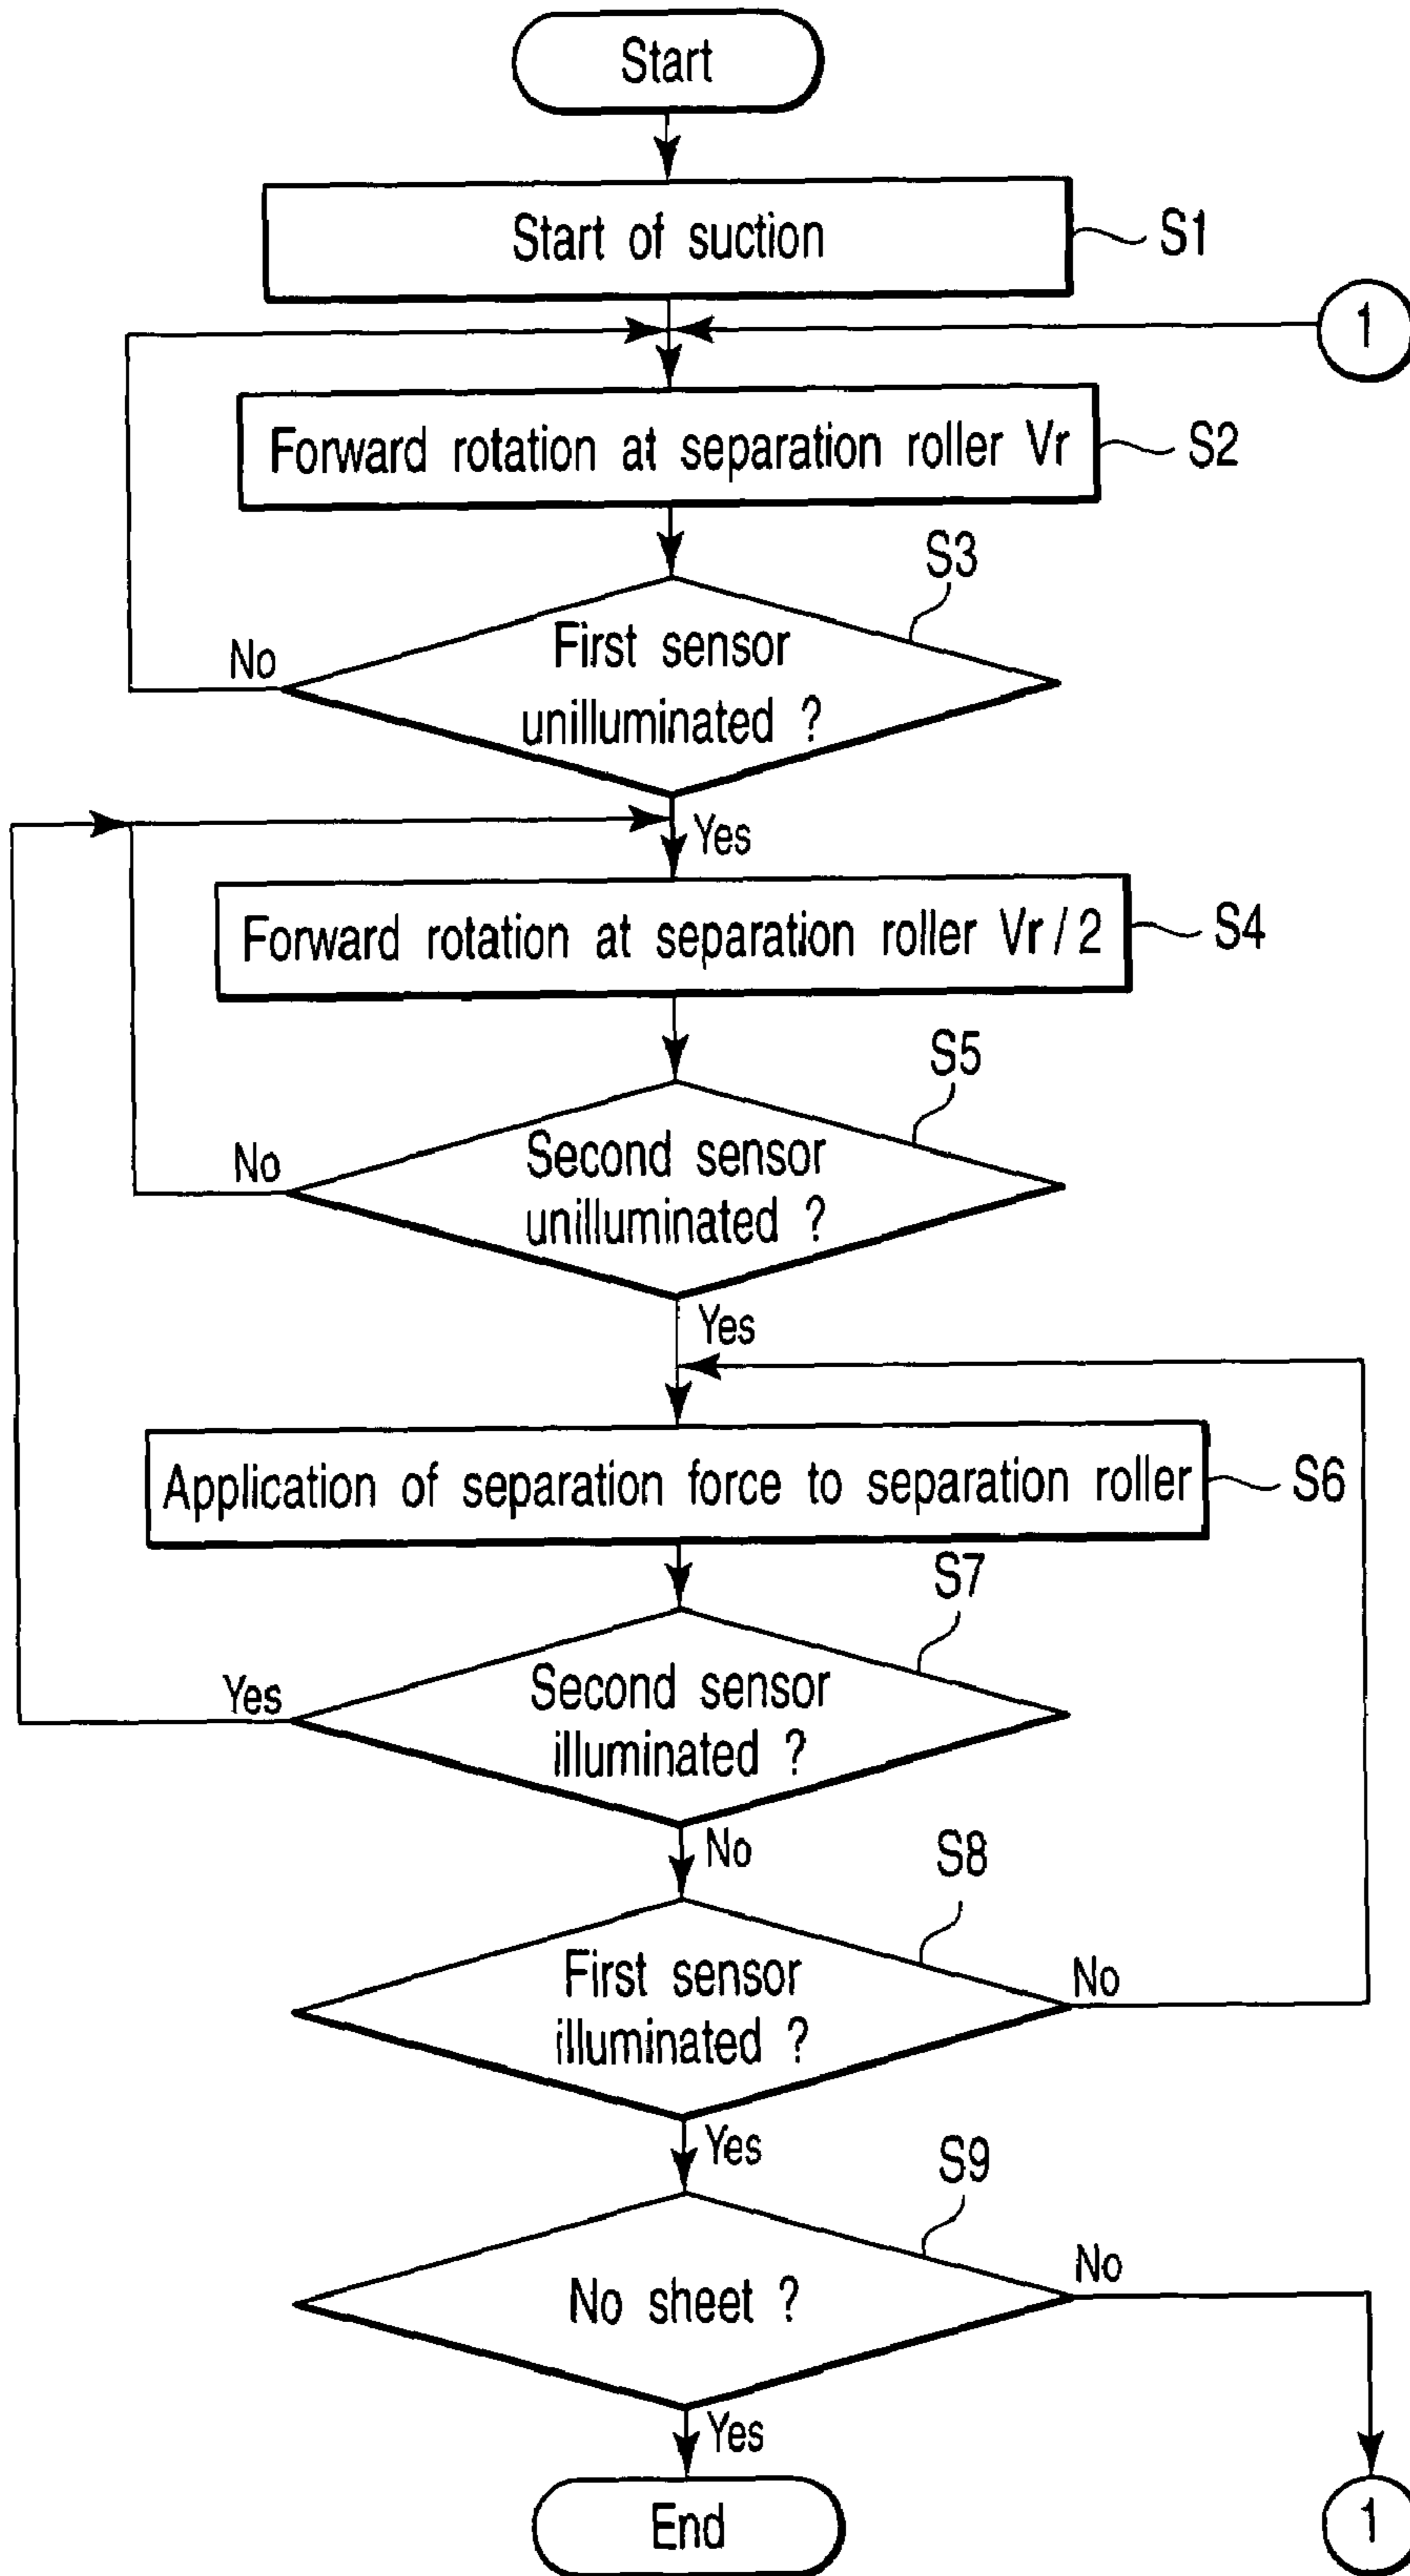 Start
Start of suction
S1
1
Forward rotation at separation roller Vr
S2
S3
First sensor
unilluminated ?
No
Yes
Forward rotation at separation roller Vr / 2
S4
S5
Second sensor
unilluminated ?
No
Yes
Application of separation force to separation roller
S6
S7
Second sensor
illuminated ?
Yes
No
S8
First sensor
illuminated ?
No
Yes
S9
No sheet ?
No
Yes
End
1